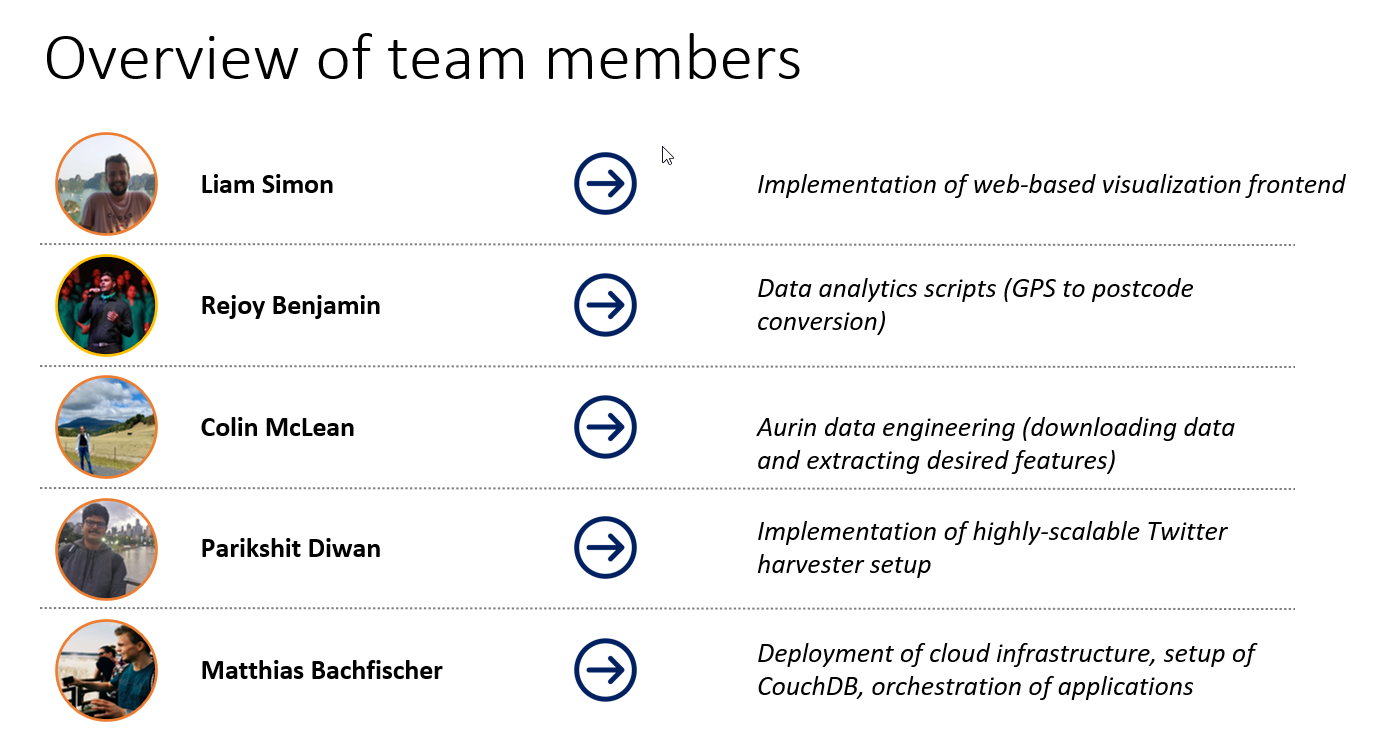 Overview of team members
Liam Simon
Implementation of web-based visualization frontend
Rejoy Benjamin
Data analytics scripts (GPS to postcode
conversion)
Colin McLean
Aurin data engineering (downloading data
and extracting desired features)
Parikshit Diwan
Implementation of highly-scalable Twitter
harvester setup
Matthias Bachfischer
Deployment of cloud infrastructure, setup of
CouchDB, orchestration of applications